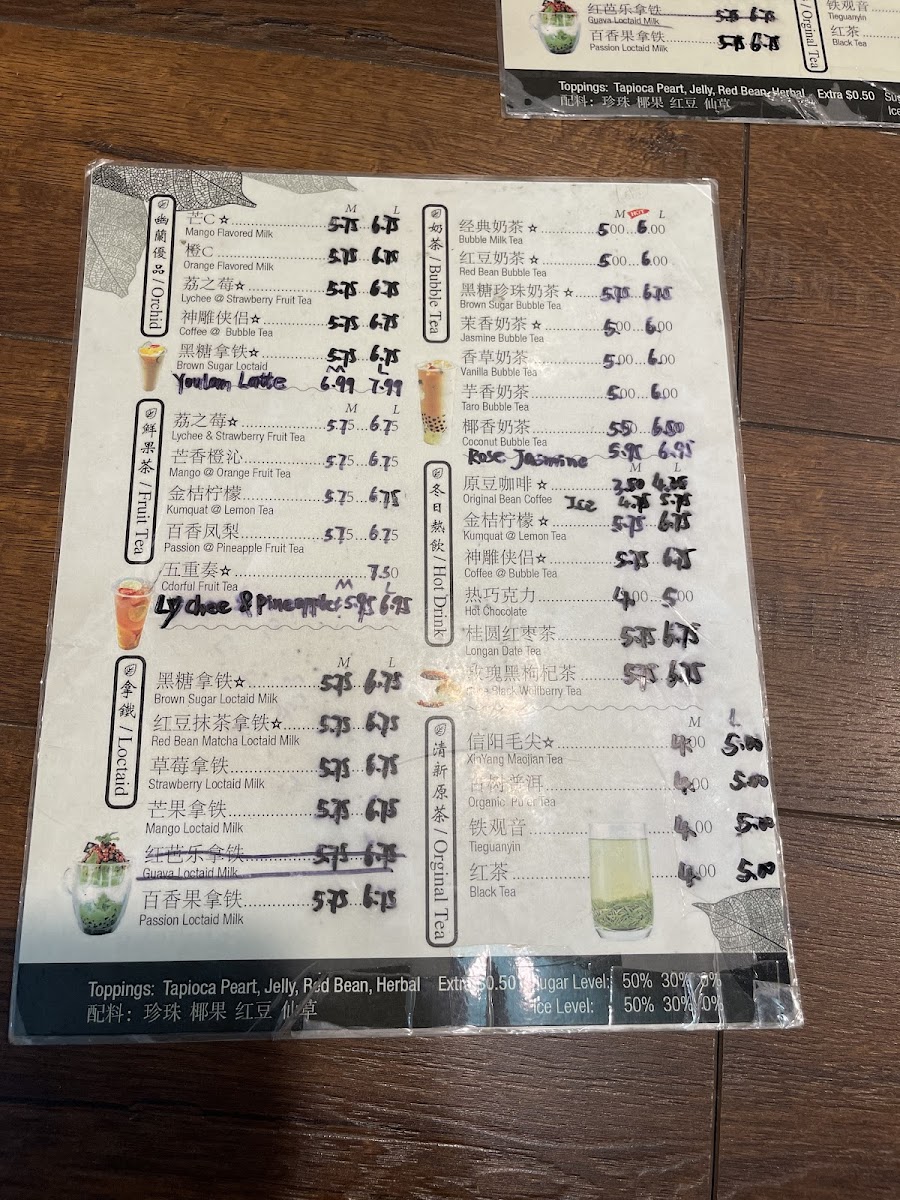 红芭乐拿铁 5.75 6.75
Guava Loctaid Milk
百香果拿铁 5.75 6.75
Passion Loctaid Milk
/ Orginal Tea
铁观音
Tieguanyin
红茶
Black Tea
Toppings: Tapioca Peart, Jelly, Red Bean, Herbal Extra $0.50
配料：珍珠 椰果 红豆 仙草
幽蘭優品 / Orchid
M L
芒C☆ 5.75 6.75
Mango Flavored Milk
橙C 5.75 6.75
Orange Flavored Milk
荔之莓☆ 5.75 6.75
Lychee @ Strawberry Fruit Tea
神雕侠侣☆ 5.75 6.75
Coffee @ Bubble Tea
黑糖拿铁☆ 5.75 6.75
Brown Sugar Loctaid
M L
Youlam Latte 6.99 7.99
鮮果茶 / Fruit Tea
M L
荔之莓☆ 5.75 6.75
Lychee & Strawberry Fruit Tea
芒香橙沁 5.75 6.75
Mango @ Orange Fruit Tea
金桔柠檬 5.75 6.75
Kumquat @ Lemon Tea
百香凤梨 5.75 6.75
Passion @ Pineapple Fruit Tea
五重奏☆ 7.50
Cdorful Fruit Tea
M L
Lychee & Pineapple 5.95 6.95
拿鐵 / Loctaid
M L
黑糖拿铁☆ 5.75 6.75
Brown Sugar Loctaid Milk
红豆抹茶拿铁☆ 5.75 6.75
Red Bean Matcha Loctaid Milk
草莓拿铁 5.75 6.75
Strawberry Loctaid Milk
芒果拿铁 5.75 6.75
Mango Loctaid Milk
红芭乐拿铁 5.75 6.75
Guava Loctaid Milk
百香果拿铁 5.75 6.75
Passion Loctaid Milk
奶茶 / Bubble Tea
M HOT L
经典奶茶☆ 5.00 6.00
Bubble Milk Tea
红豆奶茶☆ 5.00 6.00
Red Bean Bubble Tea
黑糖珍珠奶茶☆ 5.75 6.75
Brown Sugar Bubble Tea
茉香奶茶☆ 5.00 6.00
Jasmine Bubble Tea
香草奶茶 5.00 6.00
Vanilla Bubble Tea
芋香奶茶 5.00 6.00
Taro Bubble Tea
椰香奶茶 5.50 6.50
Coconut Bubble Tea
Rose Jasmine 5.95 6.95
冬日熱飲 / Hot Drink
M L
原豆咖啡☆ 3.50 4.25
Original Bean Coffee Ice 4.75 5.75
金桔柠檬☆ 5.75 6.75
Kumquat @ Lemon Tea
神雕侠侣☆ 5.75 6.75
Coffee @ Bubble Tea
热巧克力 4.00 5.00
Hot Chocolate
桂圆红枣茶 5.75 6.75
Longan Date Tea
玫瑰黑枸杞茶 5.75 6.75
Black Wolfberry Tea
清新原茶 / Orginal Tea
M L
信阳毛尖☆ 4.00 5.00
XinYang Maojian Tea
古树普洱 4.00 5.00
Organic Pu'er Tea
铁观音 4.00 5.00
Tieguanyin
红茶 4.00 5.00
Black Tea
Toppings: Tapioca Peart, Jelly, Red Bean, Herbal Extra $0.50 Sugar Level: 50% 30% 0%
配料：珍珠 椰果 红豆 仙草 Ice Level: 50% 30% 0%